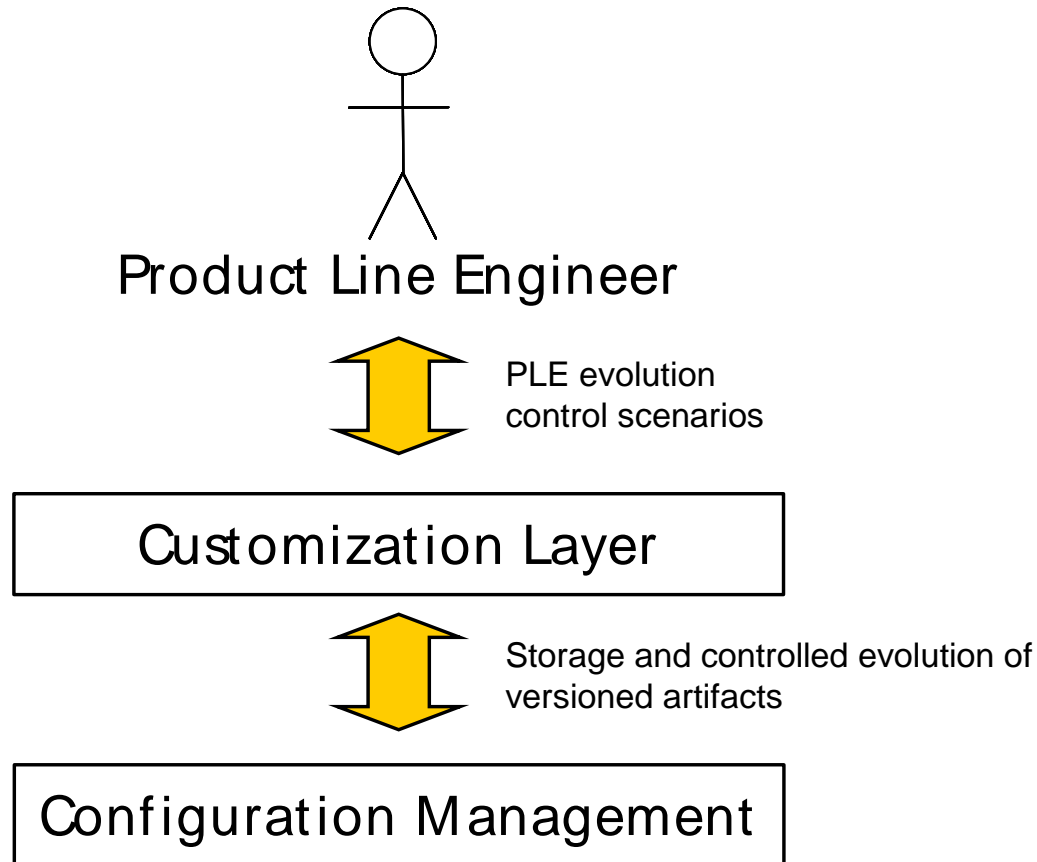 Product Line Engineer
PLE evolution
control scenarios
Customization Layer
Storage and controlled evolution of
versioned artifacts
Configuration Management